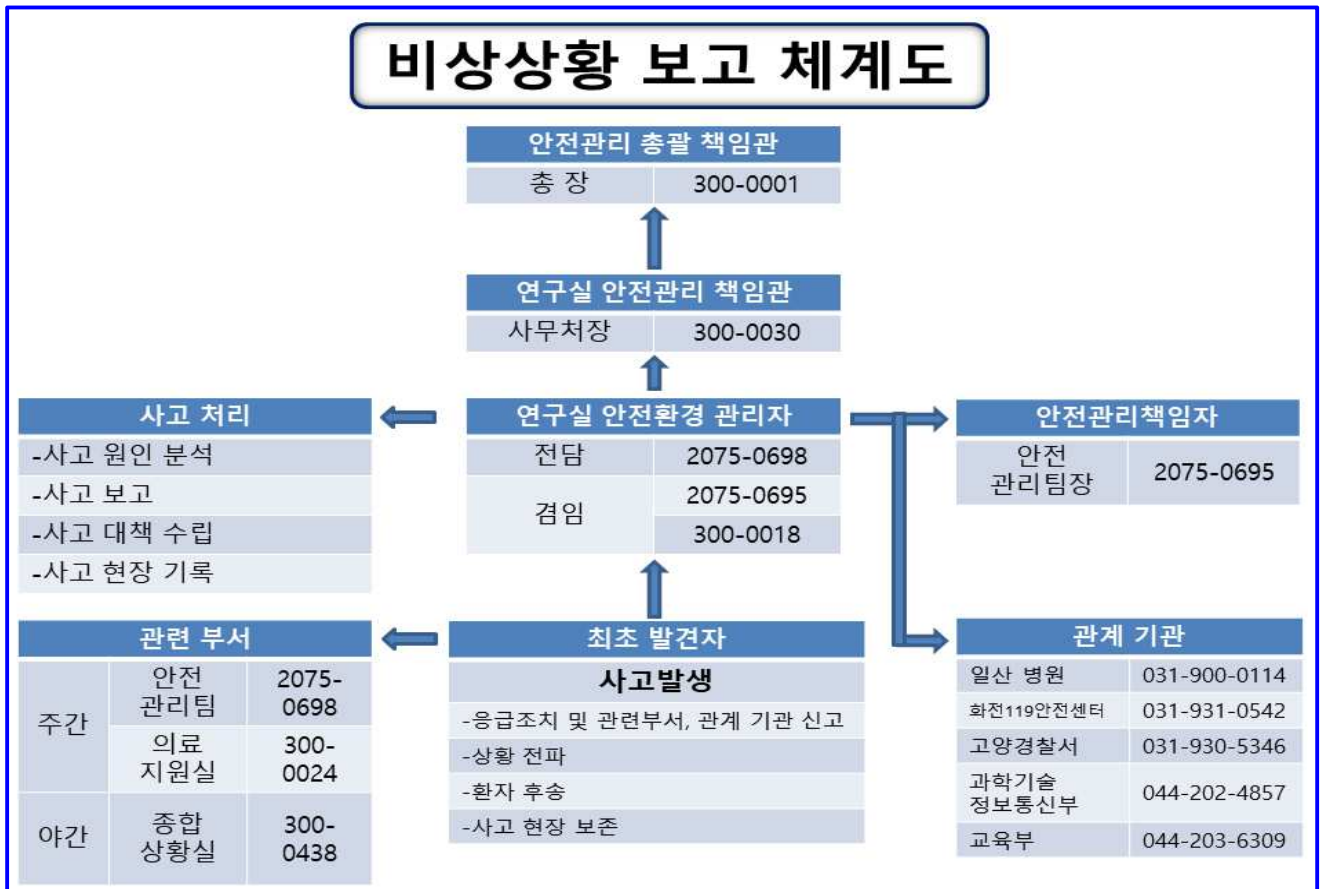 비상상황 보고 체계도
안전관리 총괄 책임관
총 장 300-0001
연구실 안전관리 책임관
사무처장 300-0030
사고 처리
-사고 원인 분석
-사고 보고
-사고 대책 수립
-사고 현장 기록
연구실 안전환경 관리자
전담 2075-0698
겸임 2075-0695
300-0018
안전관리책임자
안전
관리팀장 2075-0695
관련 부서
주간
안전
관리팀
2075-
0698
의료
지원실
300-
0024
야간
종합
상황실
300-
0438
최초 발견자
사고발생
-응급조치 및 관련부서, 관계 기관 신고
-상황 전파
-환자 후송
-사고 현장 보존
관계 기관
일산 병원 031-900-0114
화전119안전센터 031-931-0542
고양경찰서 031-930-5346
과학기술
정보통신부 044-202-4857
교육부 044-203-6309